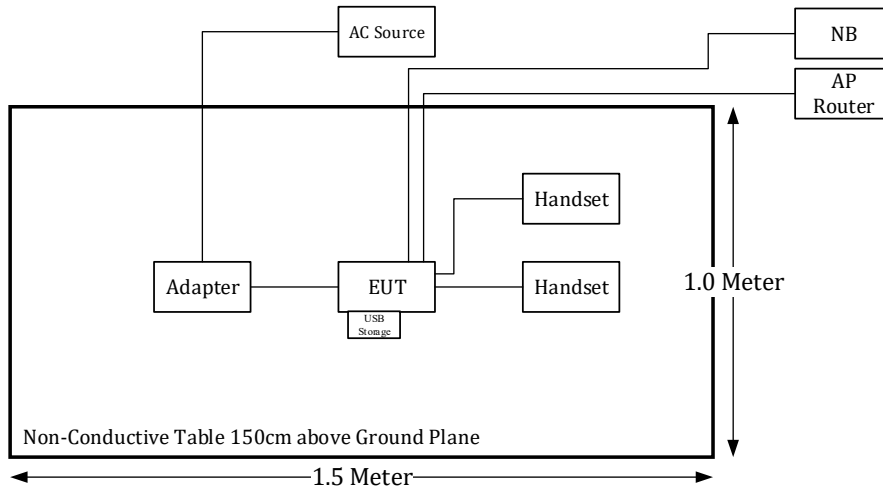 AC Source
NB
AP
Router
Handset
Adapter
EUT
Handset
USB
Storage
1.0 Meter
Non-Conductive Table 150cm above Ground Plane
1.5 Meter